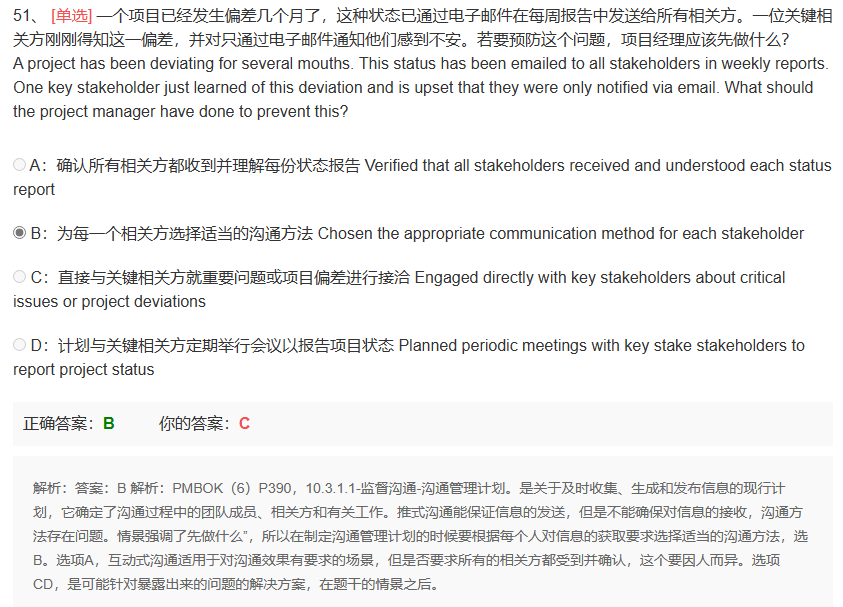 51、 [单选] 一个项目已经发生偏差几个月了，这种状态已通过电子邮件在每周报告中发送给所有相关方。一位关键相
关方刚刚得知这一偏差，并对只通过电子邮件通知他们感到不安。若要预防这个问题，项目经理应该先做什么?
A project has been deviating for several mouths. This status has been emailed to all stakeholders in weekly reports.
One key stakeholder just learned of this deviation and is upset that they were only notified via email. What should
the project manager have done to prevent this?
A：确认所有相关方都收到并理解每份状态报告 Verified that all stakeholders received and understood each status
report
B：为每一个相关方选择适当的沟通方法 Chosen the appropriate communication method for each stakeholder
C：直接与关键相关方就重要问题或项目偏差进行接洽 Engaged directly with key stakeholders about critical
issues or project deviations
D：计划与关键相关方定期举行会议以报告项目状态 Planned periodic meetings with key stake stakeholders to
report project status
正确答案：B 你的答案：C
解析：答案：B 解析：PMBOK（6）P390，10.3.1.1-监督沟通-沟通管理计划。是关于及时收集、生成和发布信息的现行计
划，它确定了沟通过程中的团队成员、相关方和有关工作。推式沟通能保证信息的发送，但是不能确保对信息的接收，沟通方
法存在问题。情景强调了先做什么”，所以在制定沟通管理计划的时候要根据每个人对信息的获取要求选择适当的沟通方法，选
B。选项A，互动式沟通适用于对沟通效果有要求的场景，但是否要求所有的相关方都受到并确认，这个要因人而异。选项
CD，是可能针对暴露出来的问题的解决方案，在题干的情景之后。